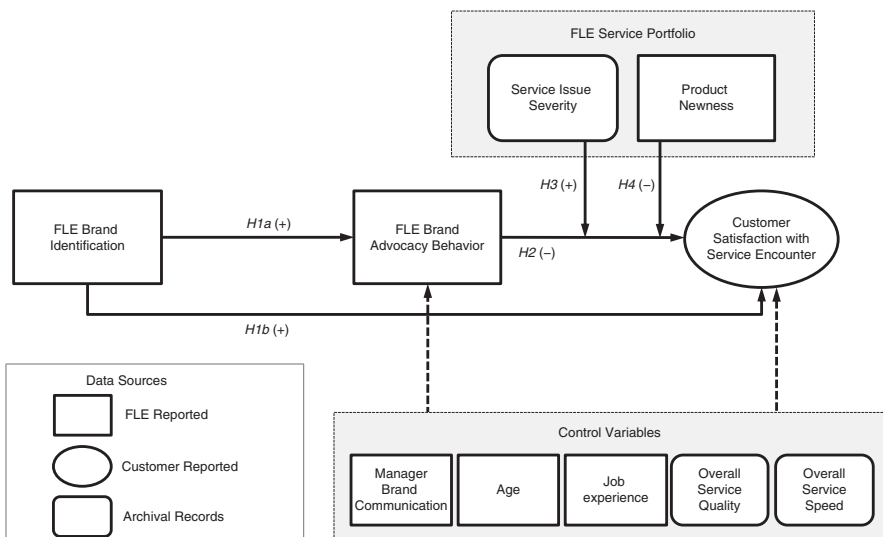 FLE Service Portfolio
Service Issue
Severity
Product
Newness
H3 (+)
H4 (–)
FLE Brand
Identification
H1a (+)
FLE Brand
Advocacy Behavior
H2 (–)
Customer
Satisfaction with
Service Encounter
H1b (+)
Data Sources
FLE Reported
Customer Reported
Archival Records
Control Variables
Manager
Brand
Communication
Age
Job
experience
Overall
Service
Quality
Overall
Service
Speed